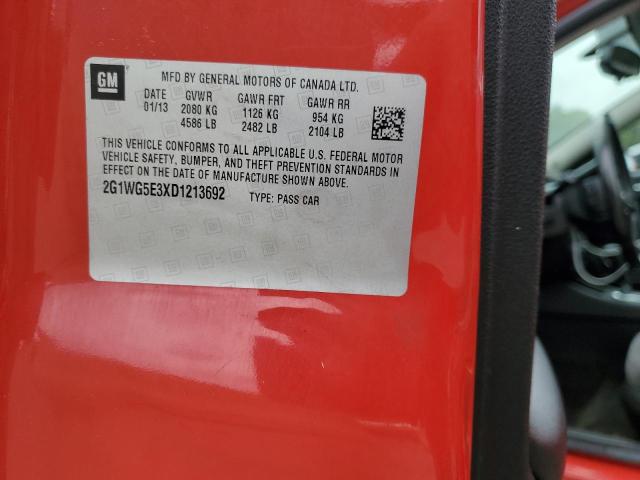 GM
MFD BY GENERAL MOTORS OF CANADA LTD.
DATE GVWR GAWR FRT GAWR RR
01/13 2080 KG 1126 KG 954 KG
4586 LB 2482 LB 2104 LB
THIS VEHICLE CONFORMS TO ALL APPLICABLE U.S. FEDERAL MOTOR
VEHICLE SAFETY, BUMPER, AND THEFT PREVENTION STANDARDS IN
EFFECT ON THE DATE OF MANUFACTURE SHOWN ABOVE.
2G1WG5E3XD1213692 TYPE: PASS CAR